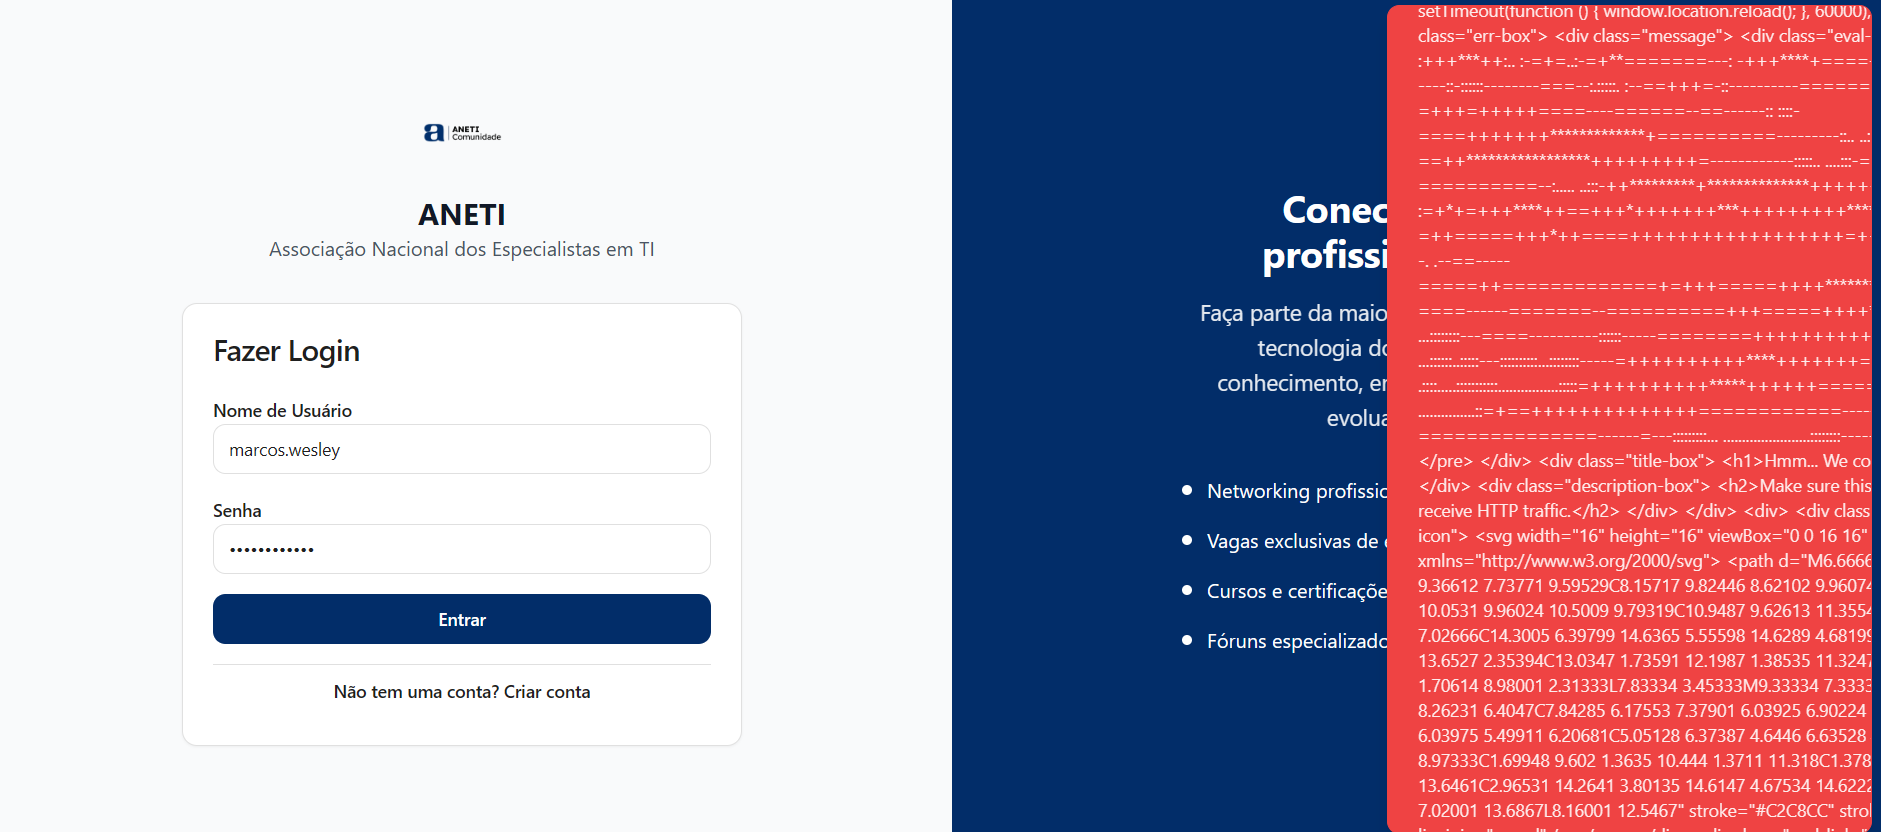 a ANETI
Comunidade
ANETI
Associação Nacional dos Especialistas em TI
Fazer Login
Nome de Usuário
marcos.wesley
Senha
••••••••••••
Entrar
Não tem uma conta? Criar conta
Conec
profissi
Faça parte da maio
tecnologia do
conhecimento, en
evolua
Networking profission
Vagas exclusivas de e
Cursos e certificaçõe
Fóruns especializado
setTimeout(function () { window.location.reload(); }, 60000);
class="err-box"> <div class="message"> <div class="eval-
</pre> </div> <div class="title-box"> <h1>Hmm... We co
</div> <div class="description-box"> <h2>Make sure this
receive HTTP traffic.</h2> </div> </div> <div> <div class
icon"> <svg width="16" height="16" viewBox="0 0 16 16"
xmlns="http://www.w3.org/2000/svg"> <path d="M6.6666
9.36612 7.73771 9.59529C8.15717 9.82446 8.62102 9.96074
10.0531 9.96024 10.5009 9.79319C10.9487 9.62613 11.3554
7.02666C14.3005 6.39799 14.6365 5.55598 14.6289 4.68199
13.6527 2.35394C13.0347 1.73591 12.1987 1.38535 11.3247
1.70614 8.98001 2.31333L7.83334 3.45333M9.33334 7.3333
8.26231 6.4047C7.84285 6.17553 7.37901 6.03925 6.90224
6.03975 5.49911 6.20681C5.05128 6.37387 4.6446 6.63528
8.97333C1.69948 9.602 1.3635 10.444 1.3711 11.318C1.378
13.6461C2.96531 14.2641 3.80135 14.6147 4.67534 14.6222
7.02001 13.6867L8.16001 12.5467" stroke="#C2C8CC" strol